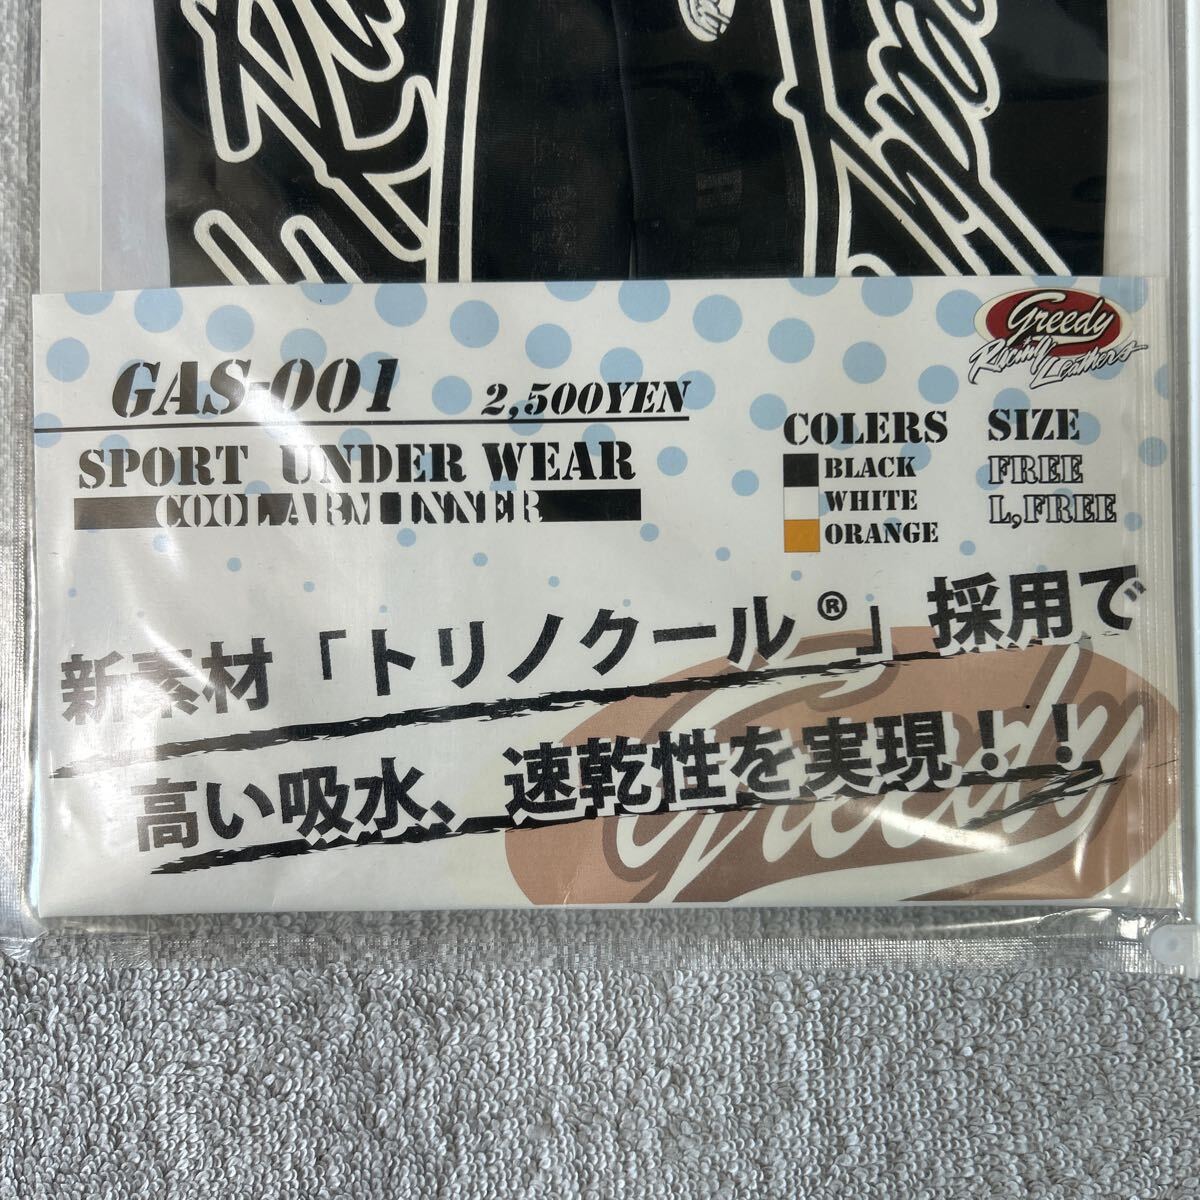 Greedy
Racing Leathers
GAS-001 2,500YEN
SPORT UNDER WEAR
COOL ARM INNER
COLERS SIZE
BLACK FREE
WHITE L,FREE
ORANGE
新素材「トリノクール®」採用で
高い吸水、速乾性を実現！！
Greedy